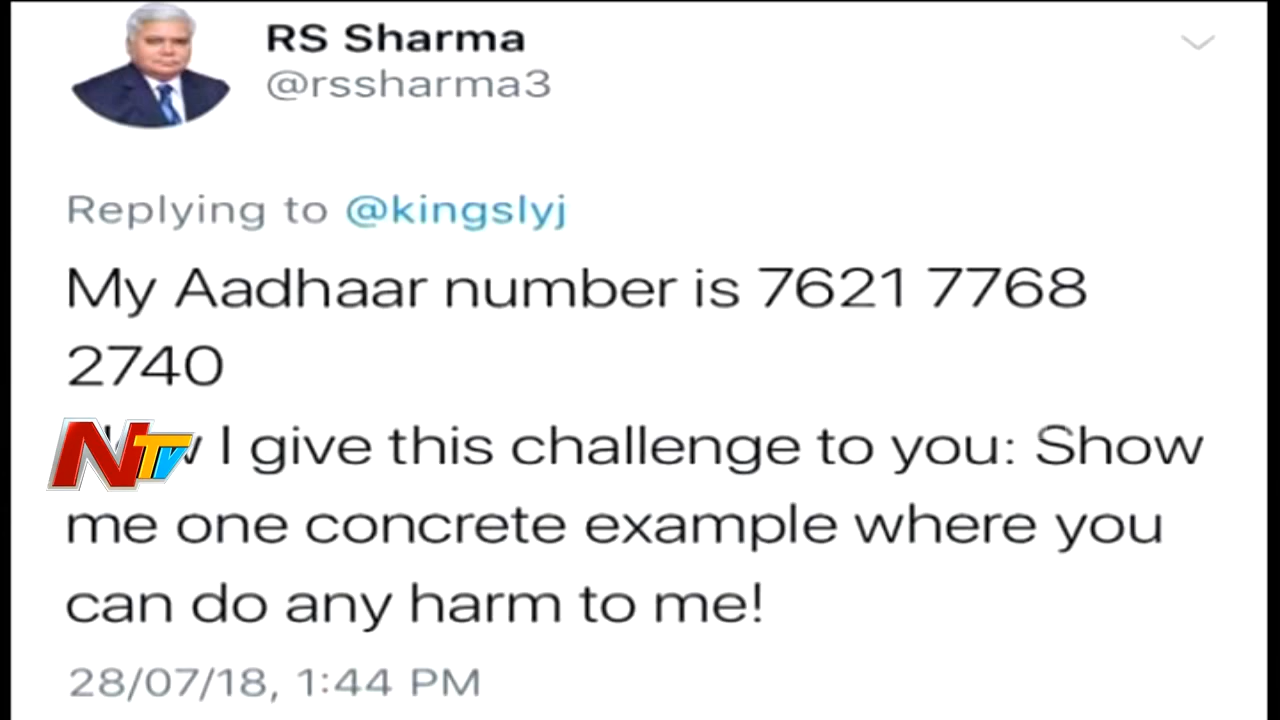 RS Sharma
@rssharma3
Replying to @kingslyj
My Aadhaar number is 7621 7768
2740
NTV I give this challenge to you: Show
me one concrete example where you
can do any harm to me!
28/07/18, 1:44 PM